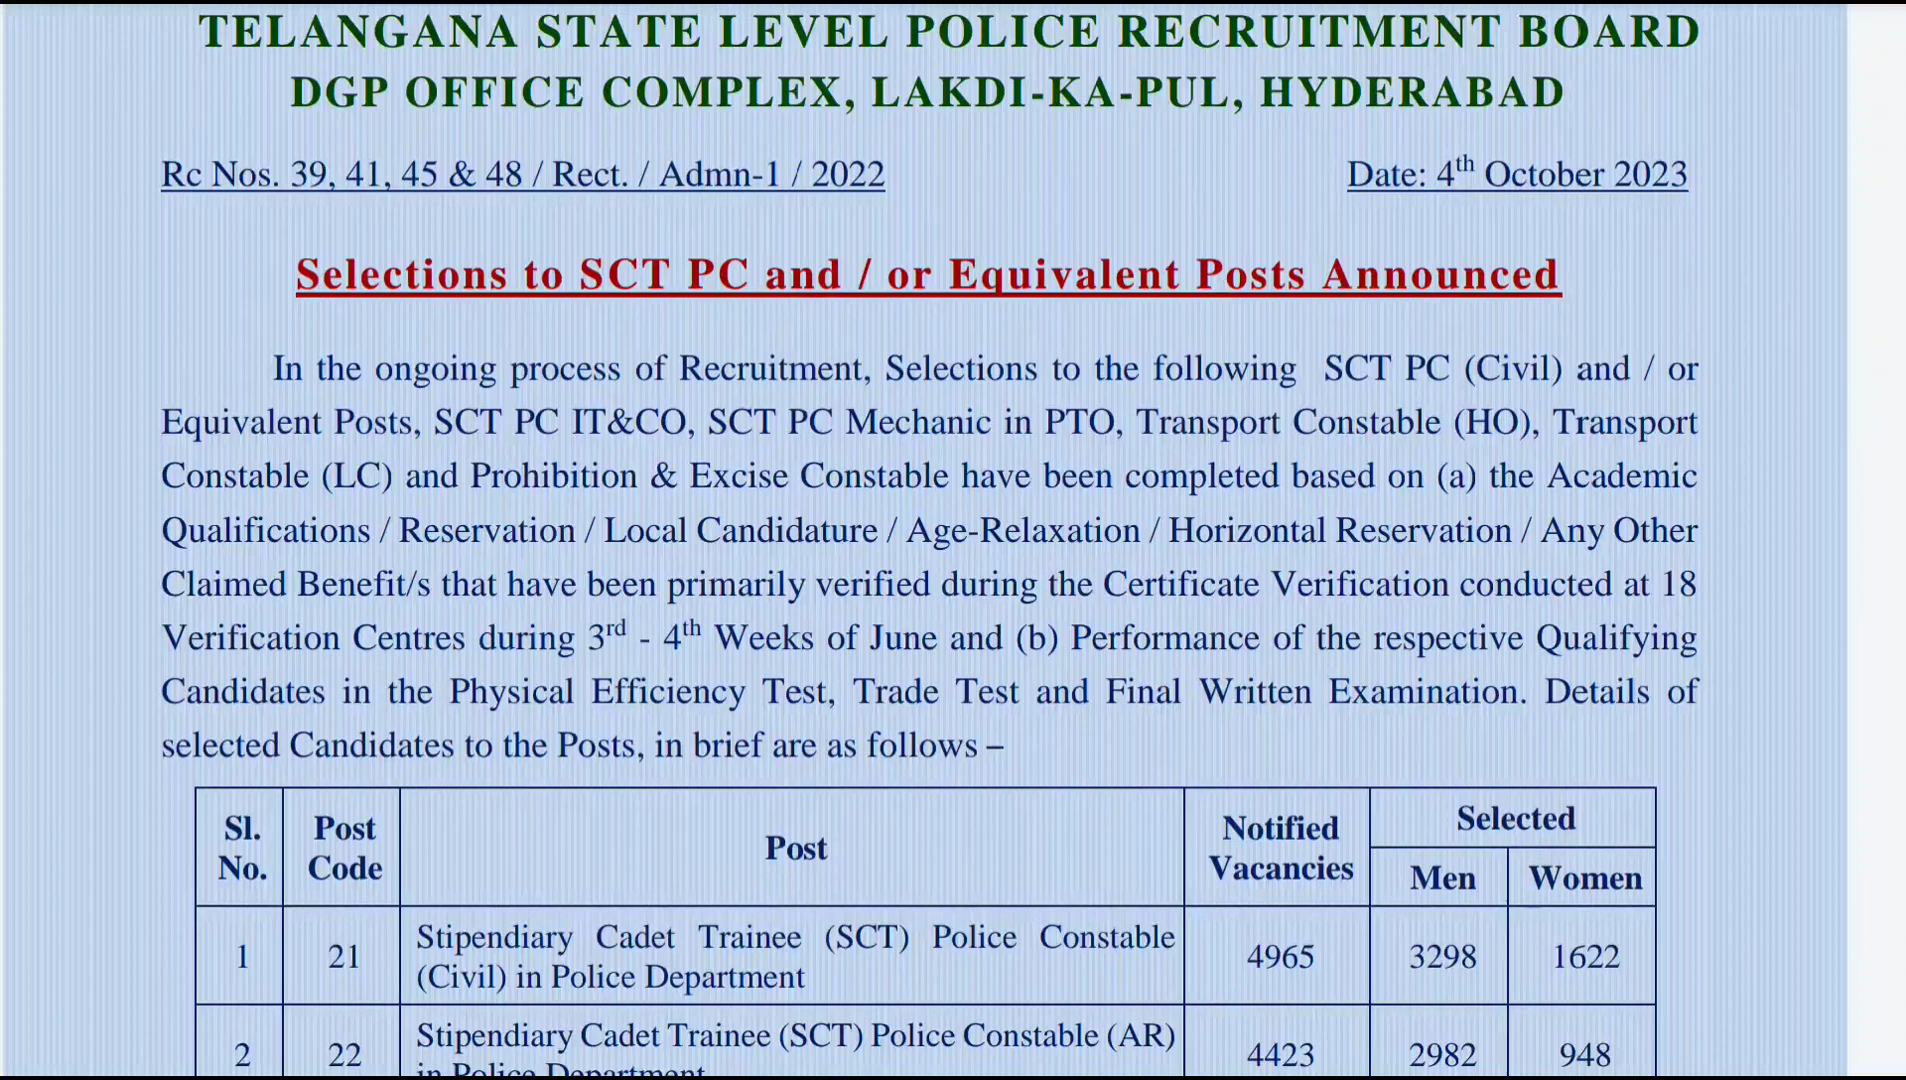 TELANGANA STATE LEVEL POLICE RECRUITMENT BOARD
DGP OFFICE COMPLEX, LAKDI-KA-PUL, HYDERABAD
Rc Nos. 39, 41, 45 & 48 / Rect. / Admn-1 / 2022 Date: 4th October 2023
Selections to SCT PC and / or Equivalent Posts Announced
In the ongoing process of Recruitment, Selections to the following SCT PC (Civil) and / or
Equivalent Posts, SCT PC IT&CO, SCT PC Mechanic in PTO, Transport Constable (HO), Transport
Constable (LC) and Prohibition & Excise Constable have been completed based on (a) the Academic
Qualifications / Reservation / Local Candidature / Age-Relaxation / Horizontal Reservation / Any Other
Claimed Benefit/s that have been primarily verified during the Certificate Verification conducted at 18
Verification Centres during 3rd - 4th Weeks of June and (b) Performance of the respective Qualifying
Candidates in the Physical Efficiency Test, Trade Test and Final Written Examination. Details of
selected Candidates to the Posts, in brief are as follows –
Sl. No. Post Code Post Notified Vacancies Selected
Men Women
1 21 Stipendiary Cadet Trainee (SCT) Police Constable (Civil) in Police Department 4965 3298 1622
2 22 Stipendiary Cadet Trainee (SCT) Police Constable (AR) in Police Department 4423 2982 948